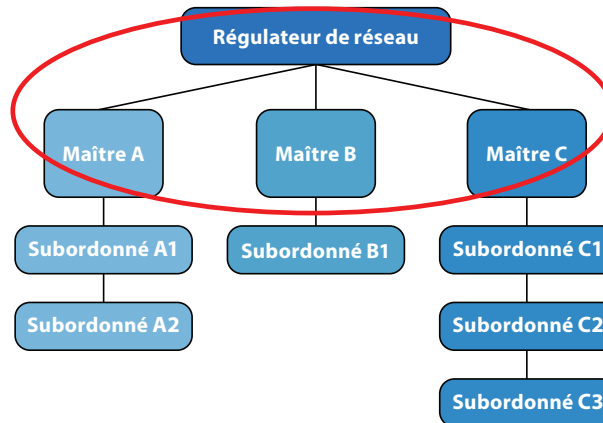 Régulateur de réseau
Maître A
Maître B
Maître C
Subordonné A1
Subordonné B1
Subordonné C1
Subordonné A2
Subordonné C2
Subordonné C3